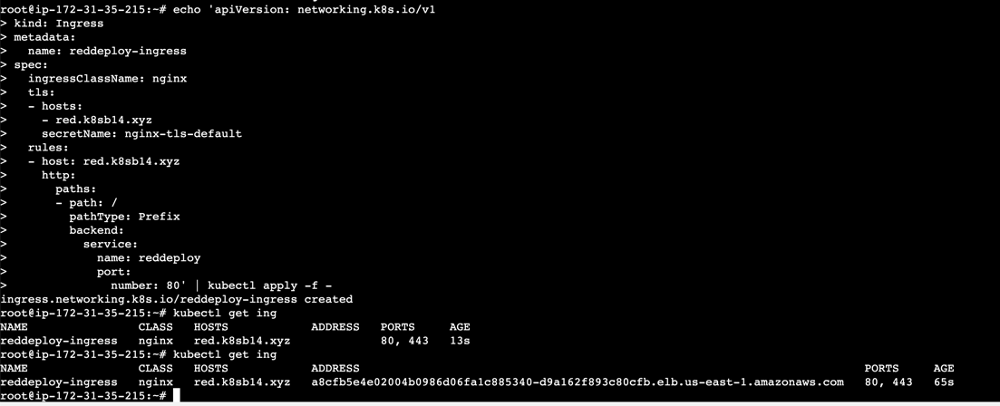 root@ip-172-31-35-215:~# echo 'apiVersion: networking.k8s.io/v1
> kind: Ingress
> metadata:
>   name: reddeploy-ingress
> spec:
>   ingressClassName: nginx
>   tls:
>   - hosts:
>     - red.k8sb14.xyz
>     secretName: nginx-tls-default
>   rules:
>   - host: red.k8sb14.xyz
>     http:
>       paths:
>       - path: /
>         pathType: Prefix
>         backend:
>           service:
>             name: reddeploy
>             port:
>               number: 80' | kubectl apply -f -
ingress.networking.k8s.io/reddeploy-ingress created
root@ip-172-31-35-215:~# kubectl get ing
NAME                CLASS   HOSTS            ADDRESS   PORTS     AGE
reddeploy-ingress   nginx   red.k8sb14.xyz             80, 443   13s
root@ip-172-31-35-215:~# kubectl get ing
NAME                CLASS   HOSTS            ADDRESS                                                                         PORTS     AGE
reddeploy-ingress   nginx   red.k8sb14.xyz   a8cfb5e4e02004b0986d06fa1c885340-d9a162f893c80cfb.elb.us-east-1.amazonaws.com   80, 443   65s
root@ip-172-31-35-215:~#